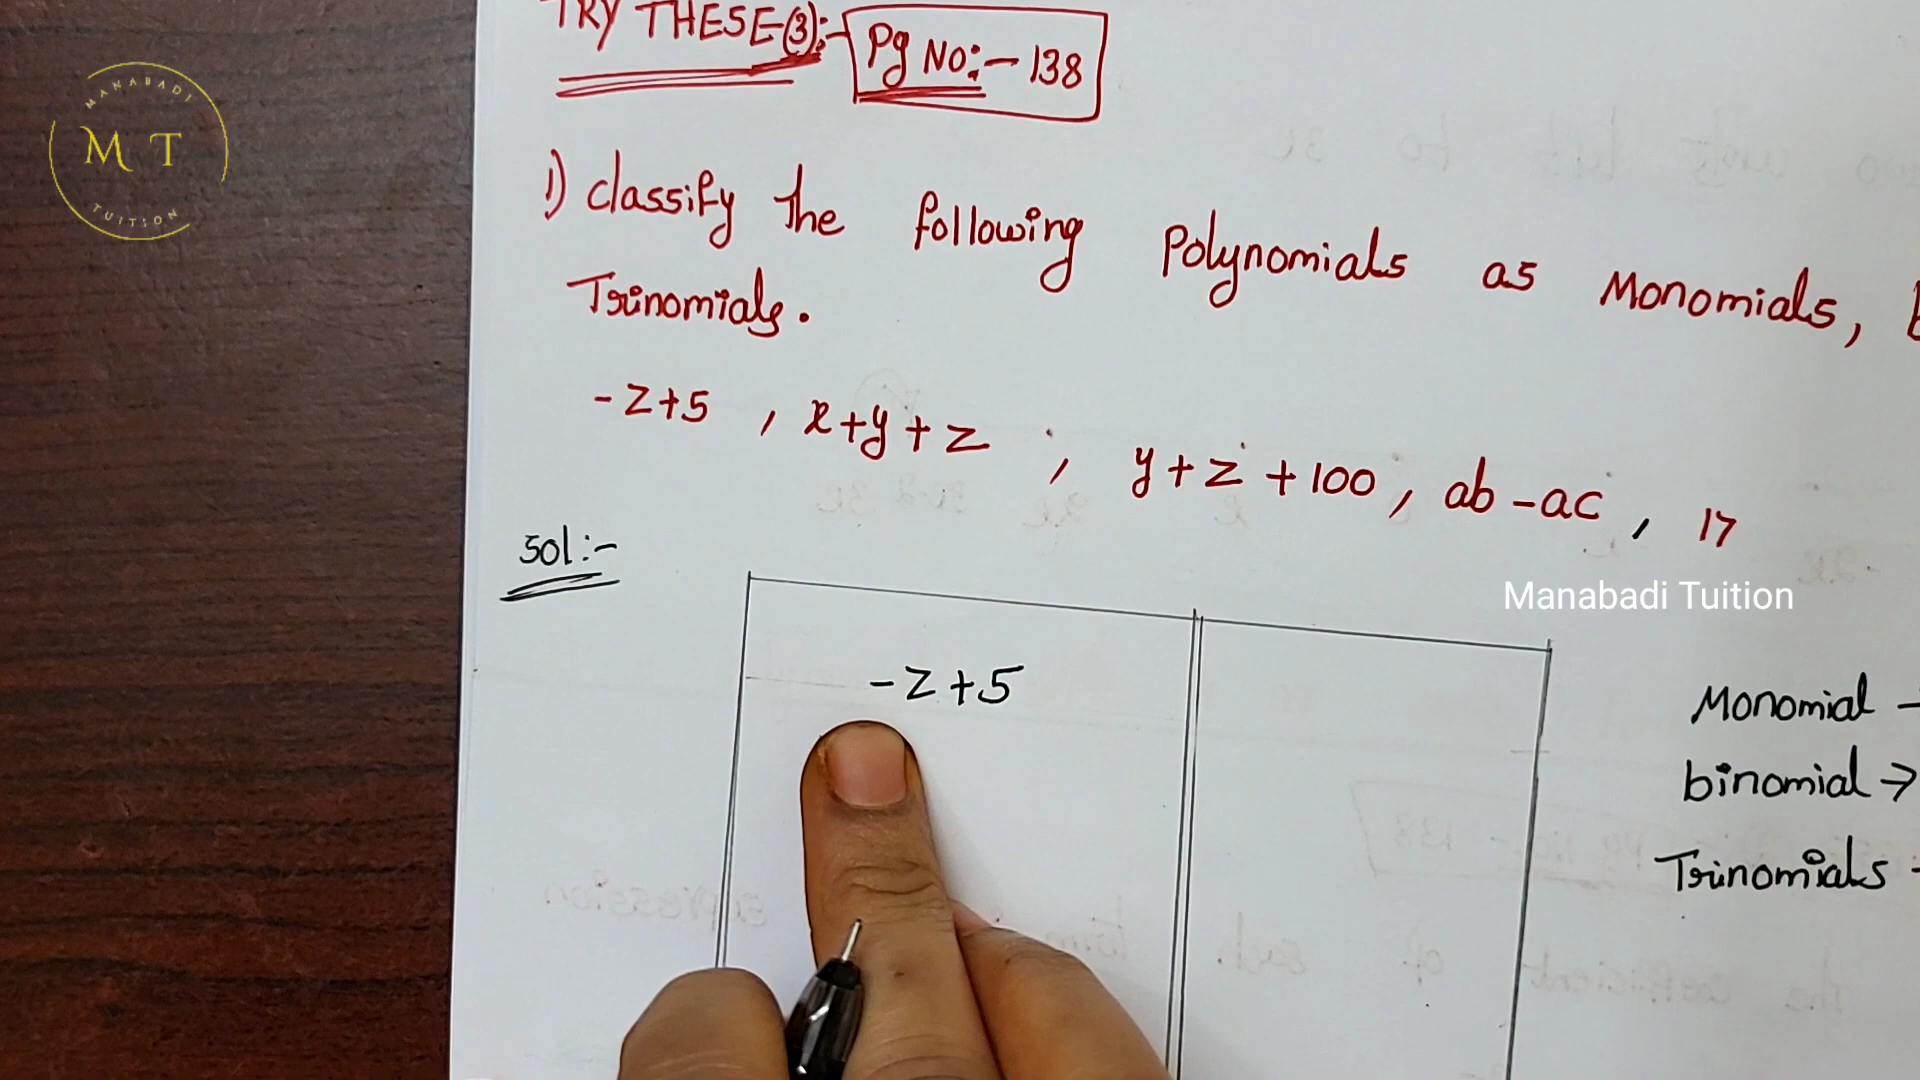 MANABADI
M T
TUITION
TRY THESE-(3):- Pg No:- 138
1) Classify the following Polynomials as Monomials,
Trinomials.
-z+5 , x+y+z , y+z+100, ab-ac , 17
Sol:-
Manabadi Tuition
-z+5
Monomial -
binomial →
Trinomials -